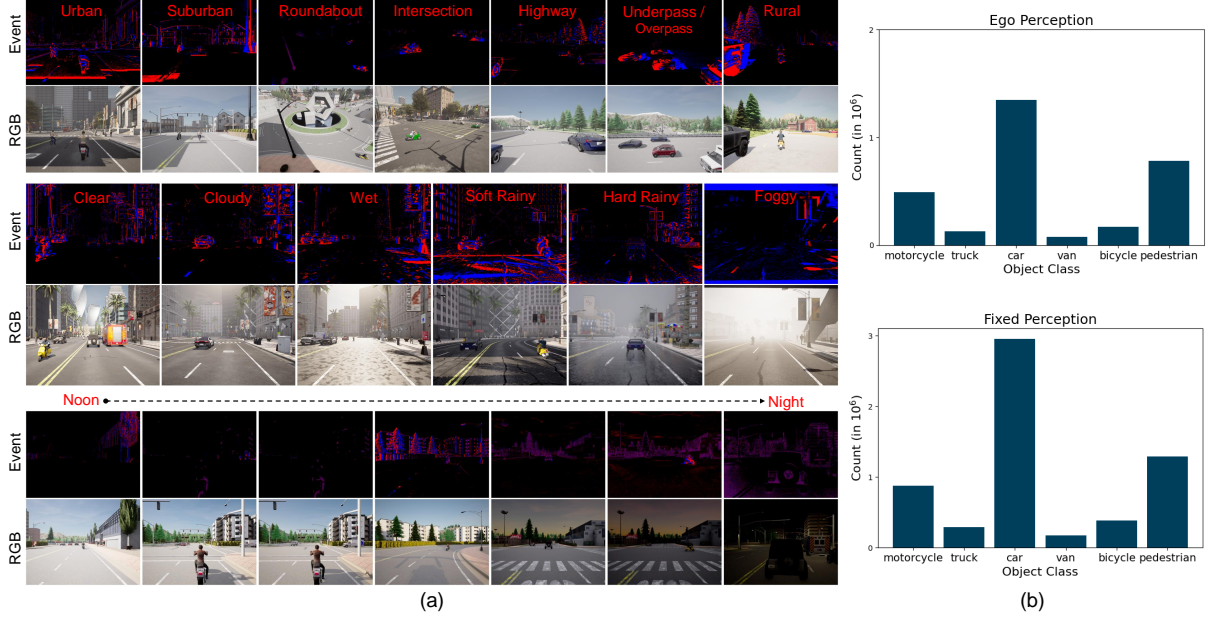 Event
Urban
Suburban
Roundabout
Intersection
Highway
Underpass /
Overpass
Rural
RGB
Event
Clear
Cloudy
Wet
Soft Rainy
Hard Rainy
Foggy
RGB
Noon
Night
Event
RGB
(a)
Ego Perception
Count (in 10⁶)
2
1
0
motorcycle truck car van bicycle pedestrian
Object Class
Fixed Perception
Count (in 10⁶)
3
2
1
0
motorcycle truck car van bicycle pedestrian
Object Class
(b)